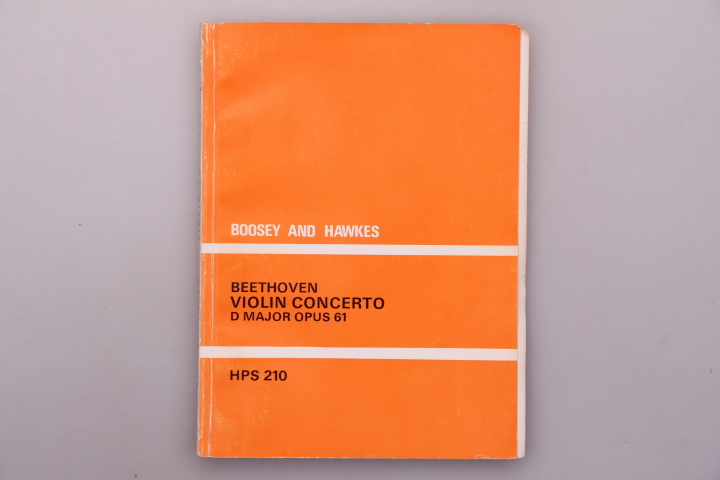 BOOSEY AND HAWKES
BEETHOVEN
VIOLIN CONCERTO
D MAJOR OPUS 61
HPS 210